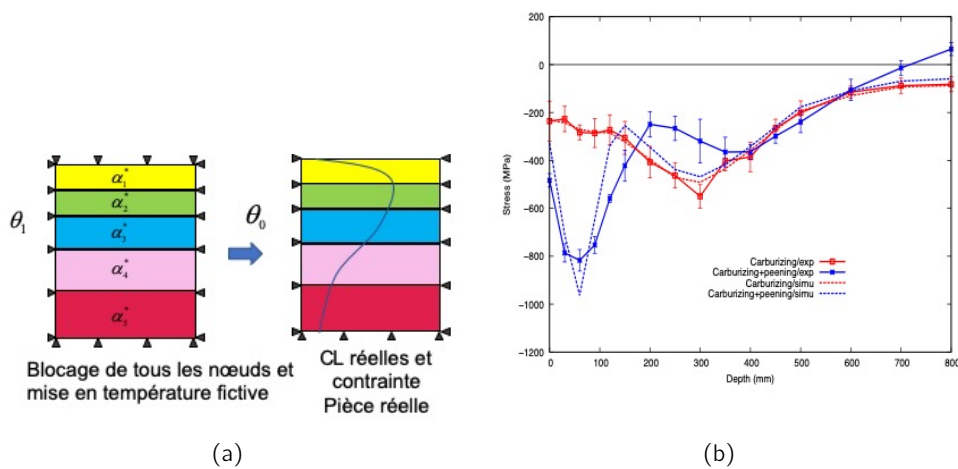 θ₁
α₁*
α₂*
α₃*
α₄*
α₅*
θ₀
Blocage de tous les nœuds et
mise en température fictive
CL réelles et
contrainte
Pièce réelle
(a)
200
0
-200
-400
-600
-800
-1000
-1200
Stress (MPa)
0 100 200 300 400 500 600 700 800
Depth (mm)
Carburizing/exp
Carburizing+peening/exp
Carburizing/simu
Carburizing+peening/simu
(b)